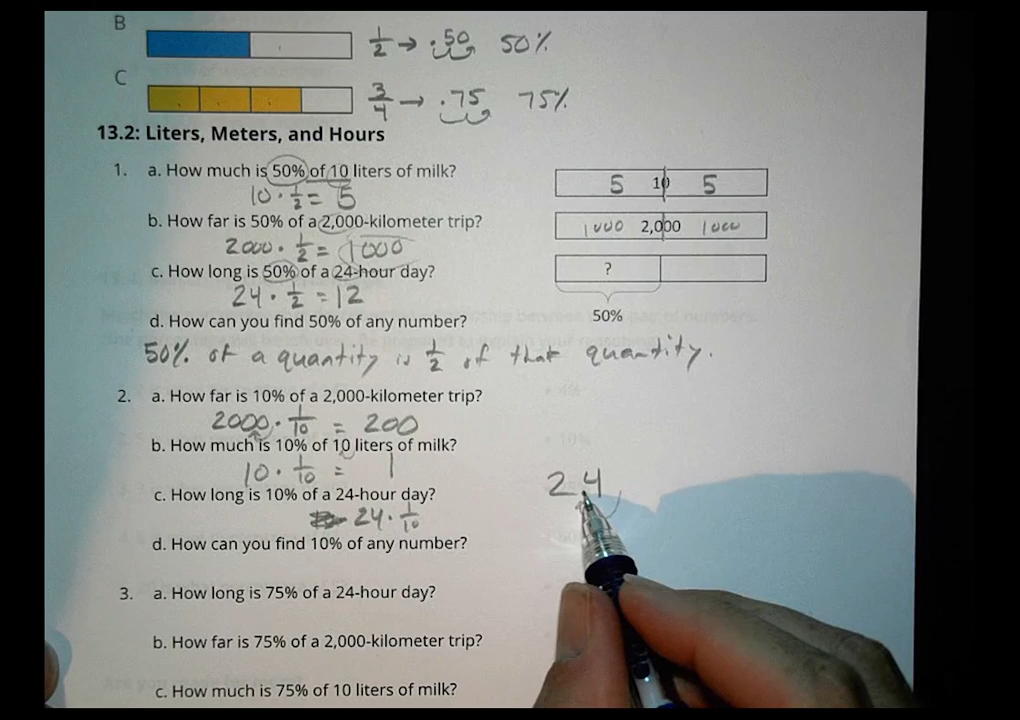 B
1/2 → .50 50%
C
3/4 → .75 75%
13.2: Liters, Meters, and Hours
1. a. How much is 50% of 10 liters of milk?
10 · 1/2 = 5
5 10 5
b. How far is 50% of a 2,000-kilometer trip?
2000 · 1/2 = 1000
1000 2,000 1000
c. How long is 50% of a 24-hour day?
24 · 1/2 = 12
?
50%
d. How can you find 50% of any number?
50% of a quantity is 1/2 of that quantity.
2. a. How far is 10% of a 2,000-kilometer trip?
2000 · 1/10 = 200
b. How much is 10% of 10 liters of milk?
10 · 1/10 = 1
c. How long is 10% of a 24-hour day?
24 · 1/10
24
d. How can you find 10% of any number?
3. a. How long is 75% of a 24-hour day?
b. How far is 75% of a 2,000-kilometer trip?
c. How much is 75% of 10 liters of milk?